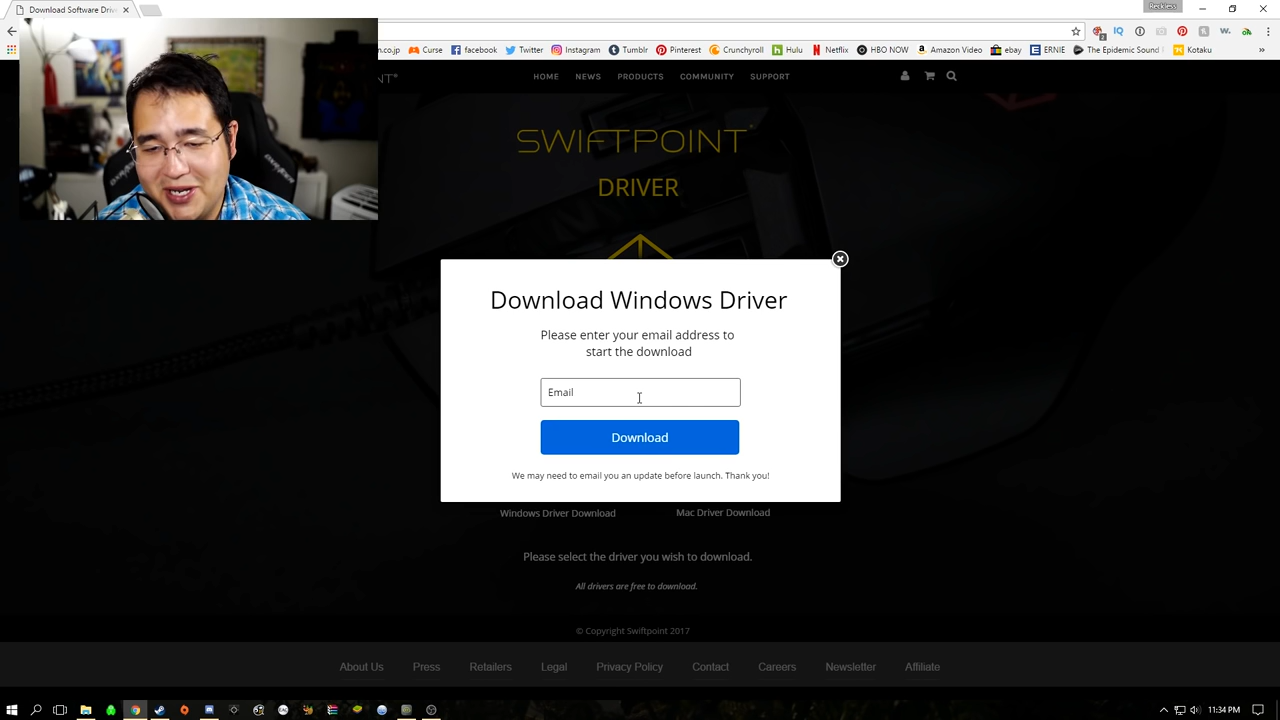 Download Software Driv
Reckless
co.jp
Curse
facebook
Twitter
Instagram
Tumblr
Pinterest
Crunchyroll
Hulu
Netflix
HBO NOW
Amazon Video
ebay
ERNIE
The Epidemic Sound
Kotaku
NT®
HOME
NEWS
PRODUCTS
COMMUNITY
SUPPORT
SWIFTPOINT
DRIVER
Download Windows Driver
Please enter your email address to
start the download
Email
Download
We may need to email you an update before launch. Thank you!
Windows Driver Download
Mac Driver Download
Please select the driver you wish to download.
All drivers are free to download.
© Copyright Swiftpoint 2017
About Us
Press
Retailers
Legal
Privacy Policy
Contact
Careers
Newsletter
Affiliate
11:34 PM